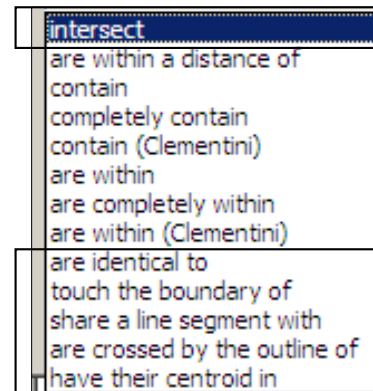 intersect
are within a distance of
contain
completely contain
contain (Clementini)
are within
are completely within
are within (Clementini)
are identical to
touch the boundary of
share a line segment with
are crossed by the outline of
have their centroid in